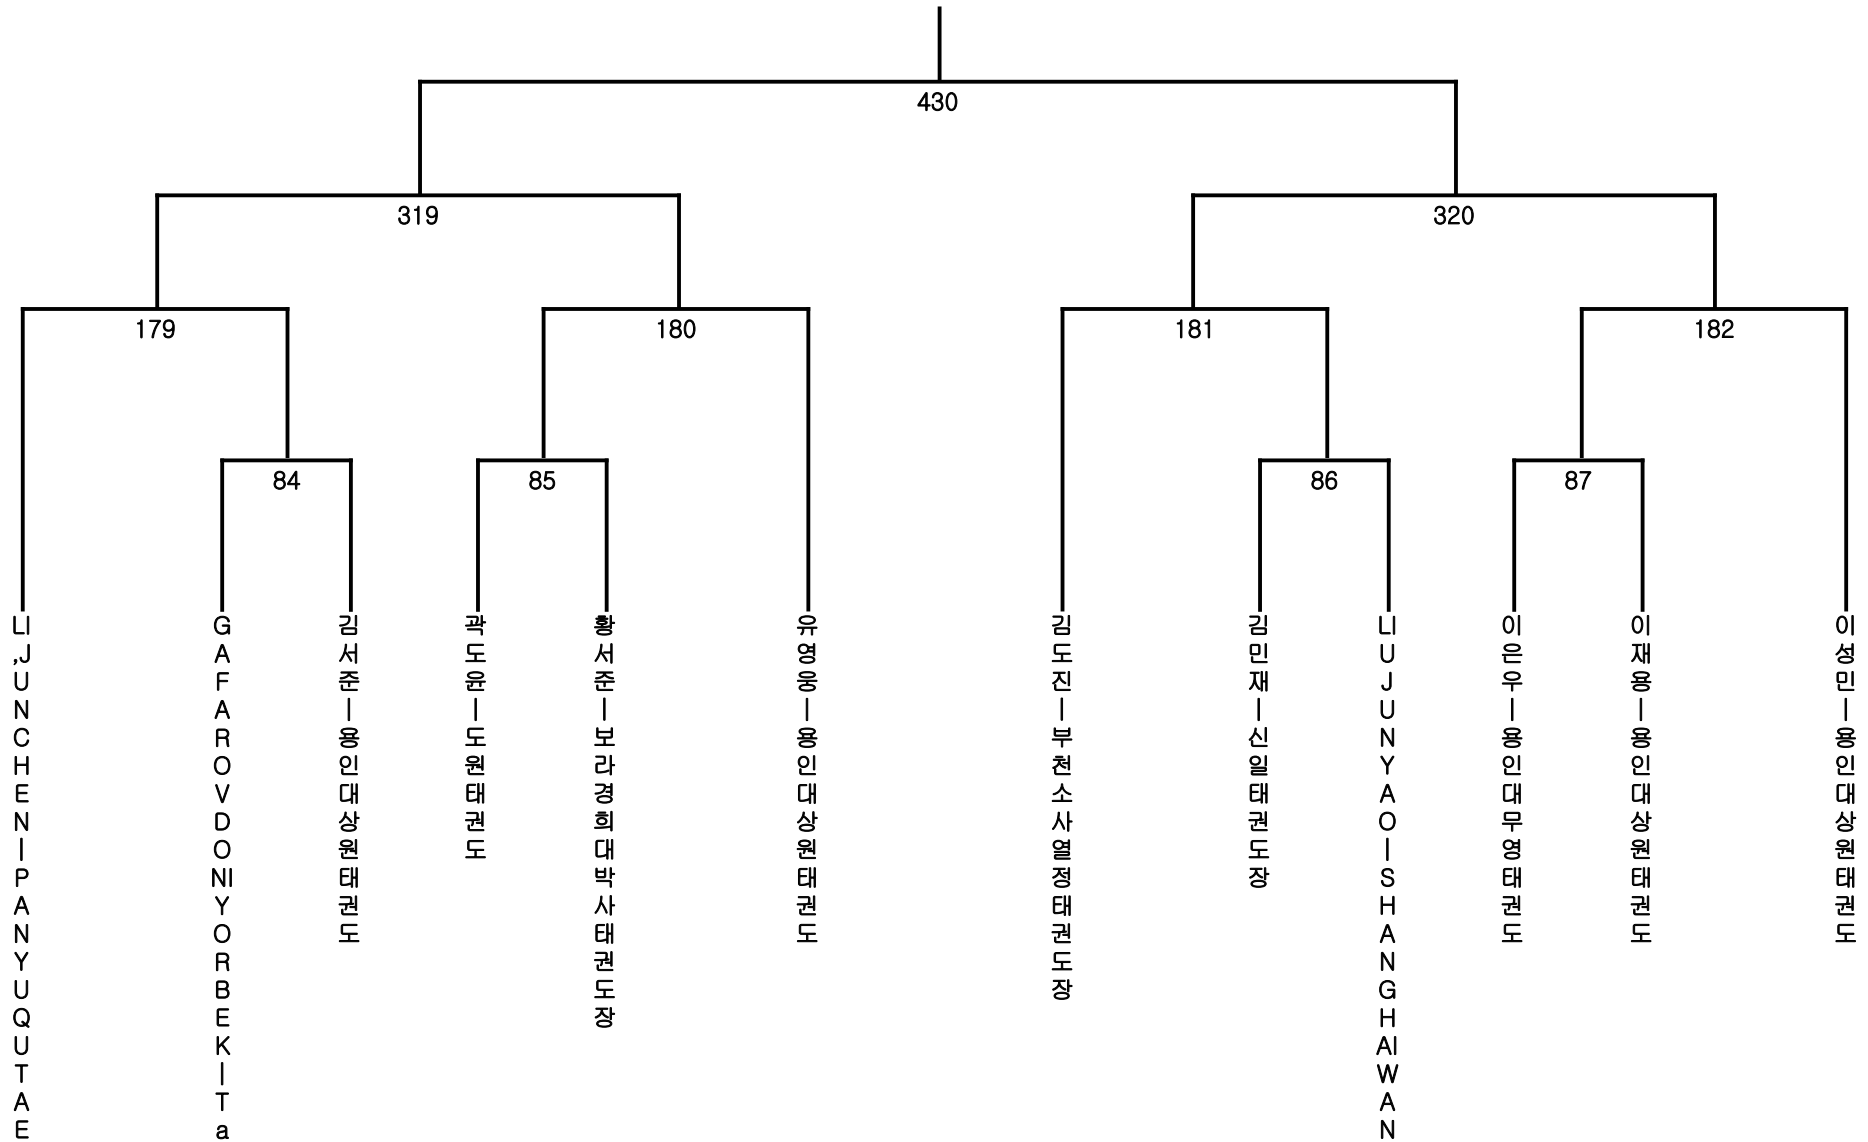 430
319
320
179
180
181
182
84
85
86
87
LI,JUNCHEN|PANYUQUTAE
GAFAROVDONIYORBEK|Ta
김서준|용인대상원태권도
곽도윤|도원태권도
황서준|보라경희대박사태권도장
유영웅|용인대상원태권도
김도진|부천소사열정태권도장
김민재|신일태권도장
LIUJUNYAO|SHANGHAIWAN
이은우|용인대무영태권도
이재용|용인대상원태권도
이성민|용인대상원태권도